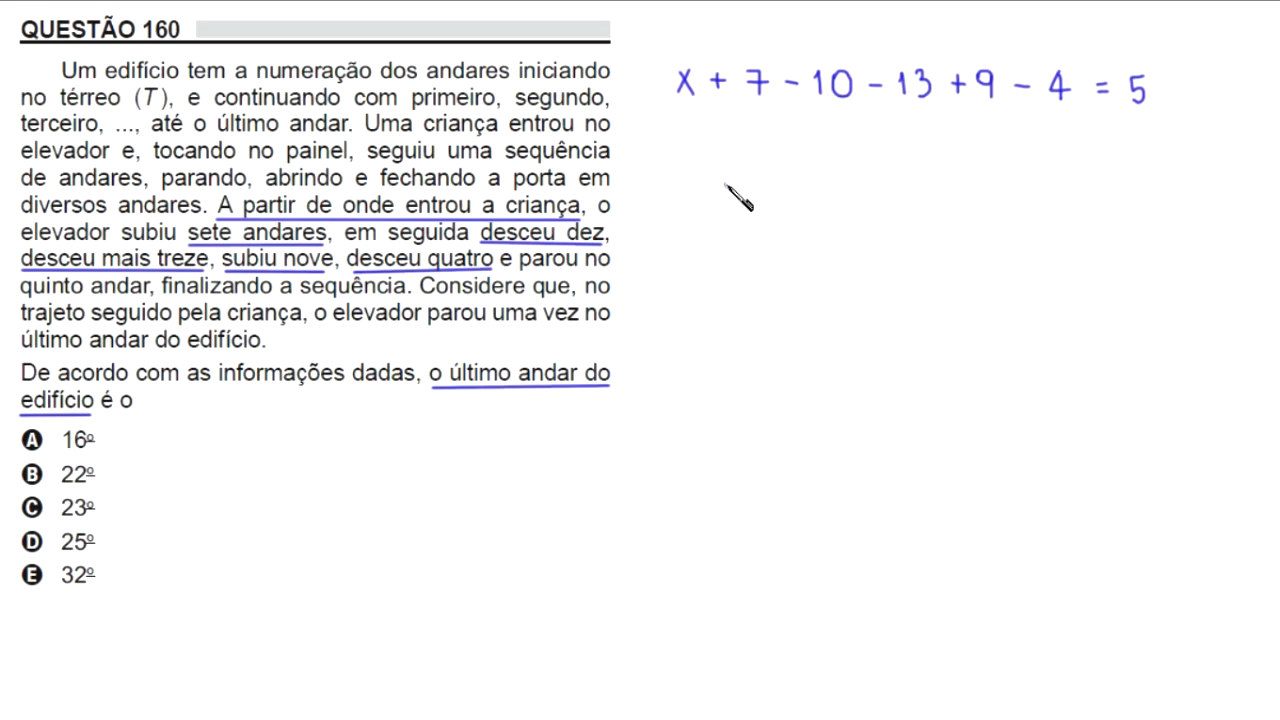 QUESTÃO 160
Um edifício tem a numeração dos andares iniciando
no térreo (T), e continuando com primeiro, segundo,
terceiro, ..., até o último andar. Uma criança entrou no
elevador e, tocando no painel, seguiu uma sequência
de andares, parando, abrindo e fechando a porta em
diversos andares. A partir de onde entrou a criança, o
elevador subiu sete andares, em seguida desceu dez,
desceu mais treze, subiu nove, desceu quatro e parou no
quinto andar, finalizando a sequência. Considere que, no
trajeto seguido pela criança, o elevador parou uma vez no
último andar do edifício.
De acordo com as informações dadas, o último andar do
edifício é o
A 16º
B 22º
C 23º
D 25º
E 32º
x + 7 - 10 - 13 + 9 - 4 = 5